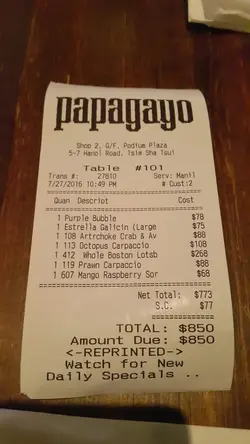 papagayo
Shop 2, G/F, Podium Plaza
5-7 Hanoi Road, Tsim Sha Tsui
Table #101
Trans #: 27810 Serv: Manil
7/27/2016 10:49 PM # Cust:2
Quan Descript Cost
1 Purple Bubble $78
1 Estrella Galicin (Large $75
1 108 Artrchoke Crab & Av $88
1 113 Octopus Carpaccio $108
1 412 Whole Boston Lotsb $268
1 119 Prawn Carpaccio $88
1 607 Mango Raspberry Sor $68
Net Total: $773
S.C. $77
TOTAL: $850
Amount Due: $850
<-REPRINTED->
Watch for New
Daily Specials ..